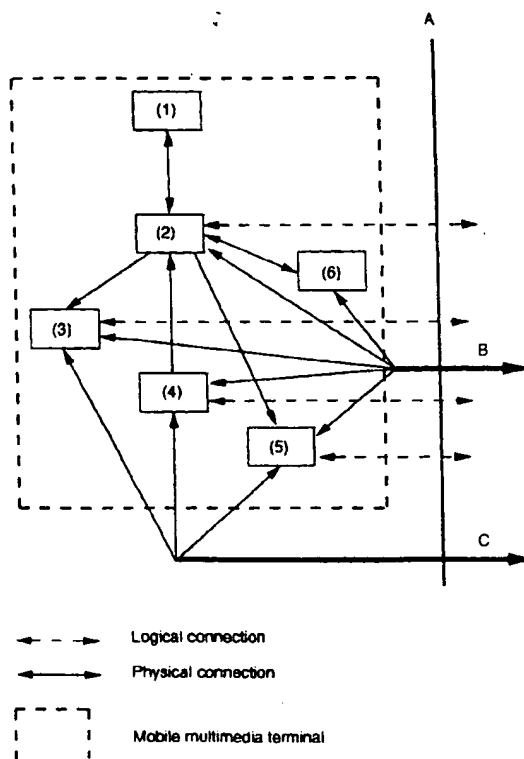 A
(1)
(2)
(6)
(3)
B
(4)
(5)
C
Logical connection
Physical connection
Mobile multimedia terminal